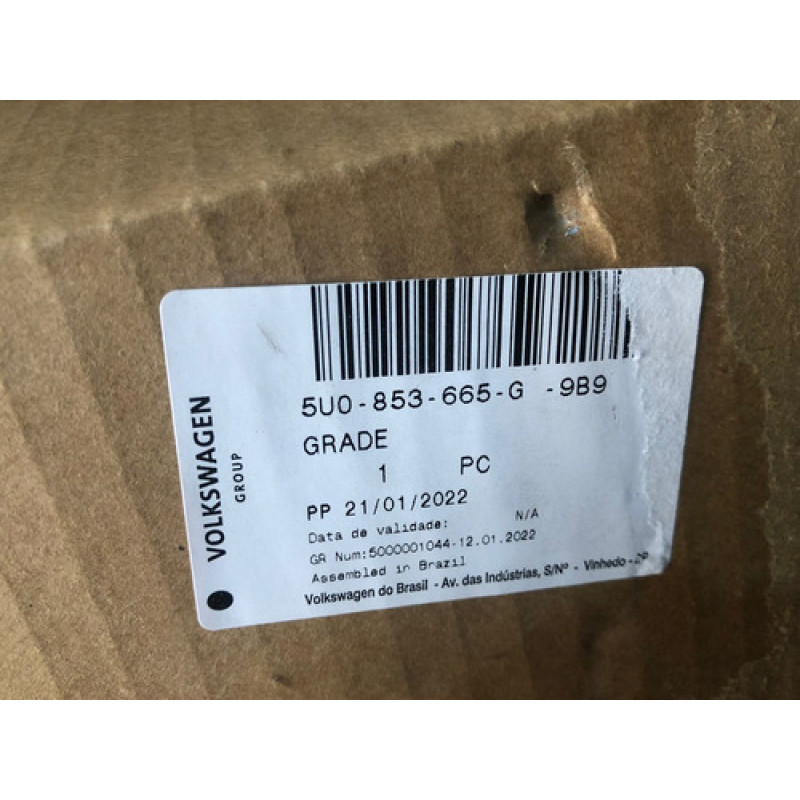 VOLKSWAGEN
GROUP
5U0-853-665-G -9B9
GRADE
1 PC
PP 21/01/2022
Data de validade: N/A
GR Num:5000001044-12.01.2022
Assembled in Brazil
Volkswagen do Brasil - Av. das Indústrias, S/Nº - Vinhedo -